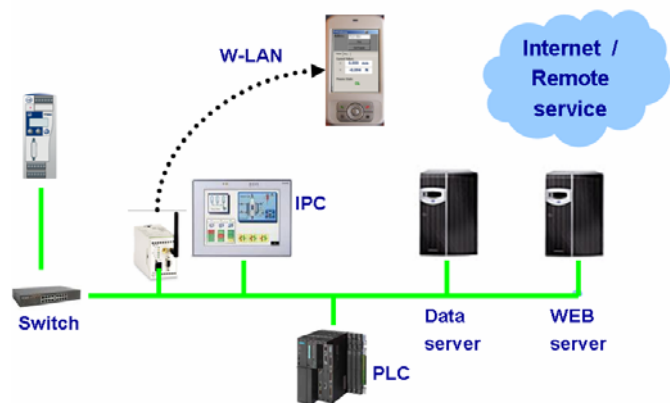 W-LAN
Internet /
Remote
service
IPC
Switch
Data
server
WEB
server
PLC